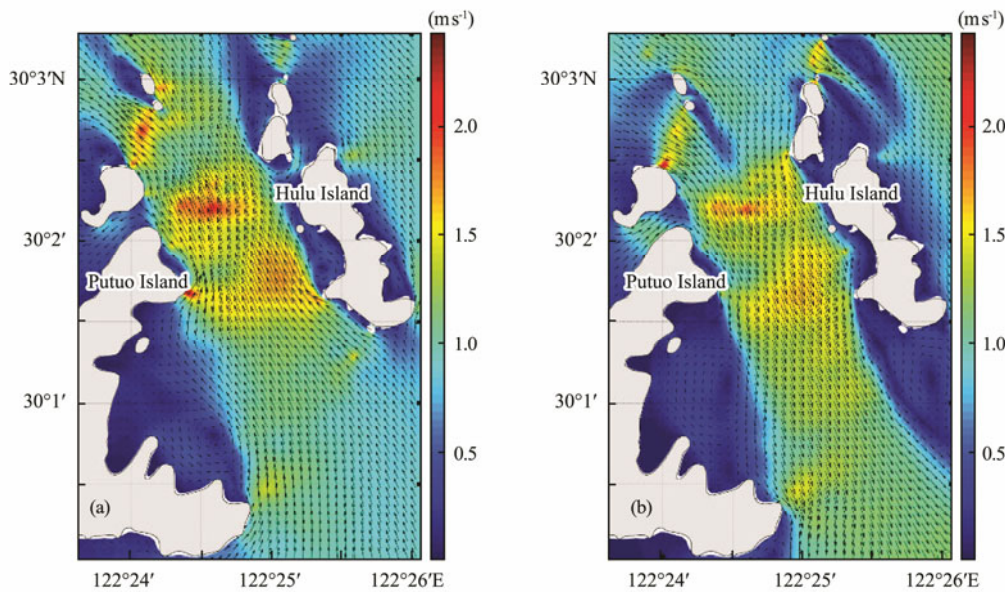 (m s⁻¹)
30°3′N
2.0
Hulu Island
30°2′
1.5
Putuo Island
1.0
30°1′
0.5
(a)
122°24′
122°25′
122°26′E
(m s⁻¹)
30°3′N
2.0
Hulu Island
30°2′
1.5
Putuo Island
1.0
30°1′
0.5
(b)
122°24′
122°25′
122°26′E